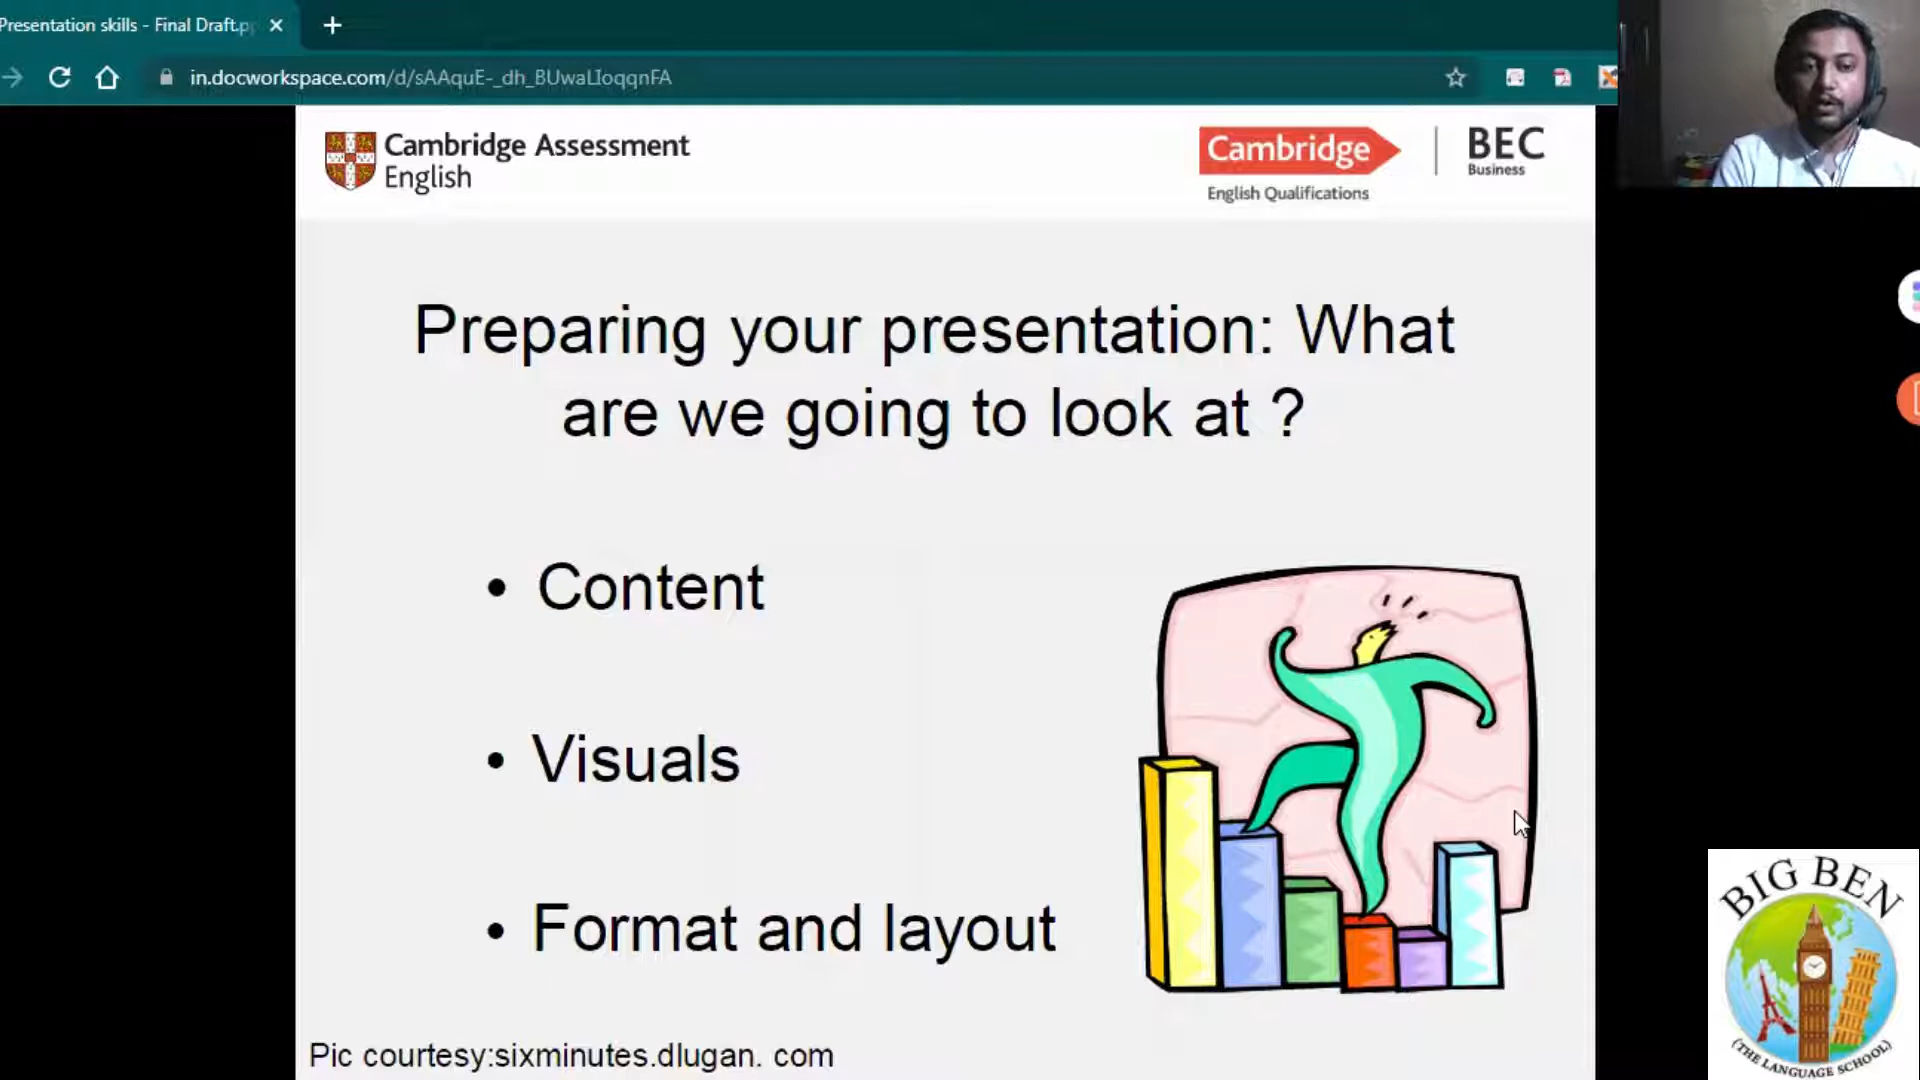 Presentation skills - Final Draft.pp
in.docworkspace.com/d/sAAquE-_dh_BUwaLIoqqnFA
Cambridge Assessment
English
Cambridge
English Qualifications
BEC
Business
Preparing your presentation: What
are we going to look at ?
• Content
• Visuals
• Format and layout
Pic courtesy:sixminutes.dlugan. com
BIG BEN
(THE LANGUAGE SCHOOL)